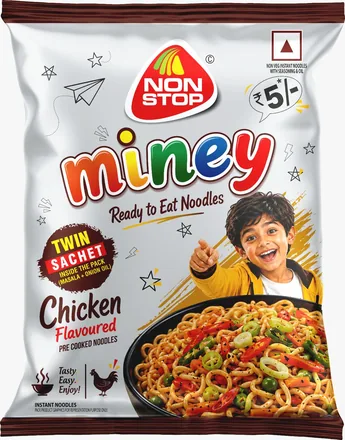 ©
NON
STOP
NON VEG INSTANT NOODLES
WITH SEASONING & OIL
₹5*/-
miney
Ready to Eat Noodles
TWIN
SACHET
INSIDE THE PACK
(MASALA + ONION OIL)
Chicken
Flavoured
PRE COOKED NOODLES
Tasty
Easy.
Enjoy!
INSTANT NOODLES